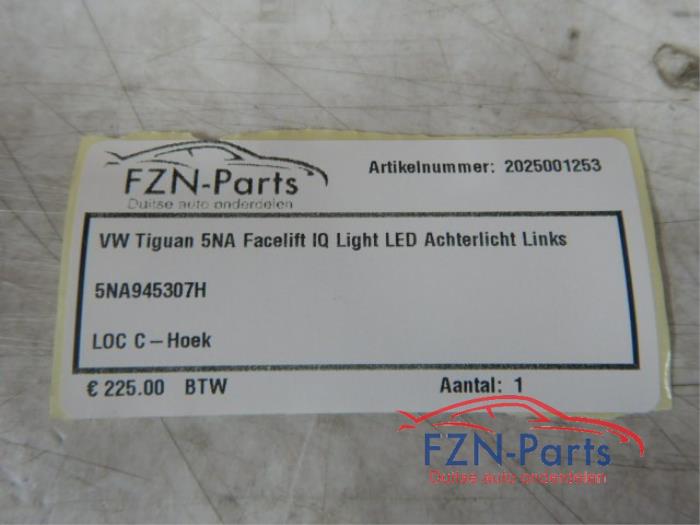 Artikelnummer: 2025001253
FZN-Parts
Duitse auto onderdelen
VW Tiguan 5NA Facelift IQ Light LED Achterlicht Links
5NA945307H
LOC C-Hoek
€ 225.00 BTW
Aantal: 1
FZN-Parts
Duitse auto onderdelen